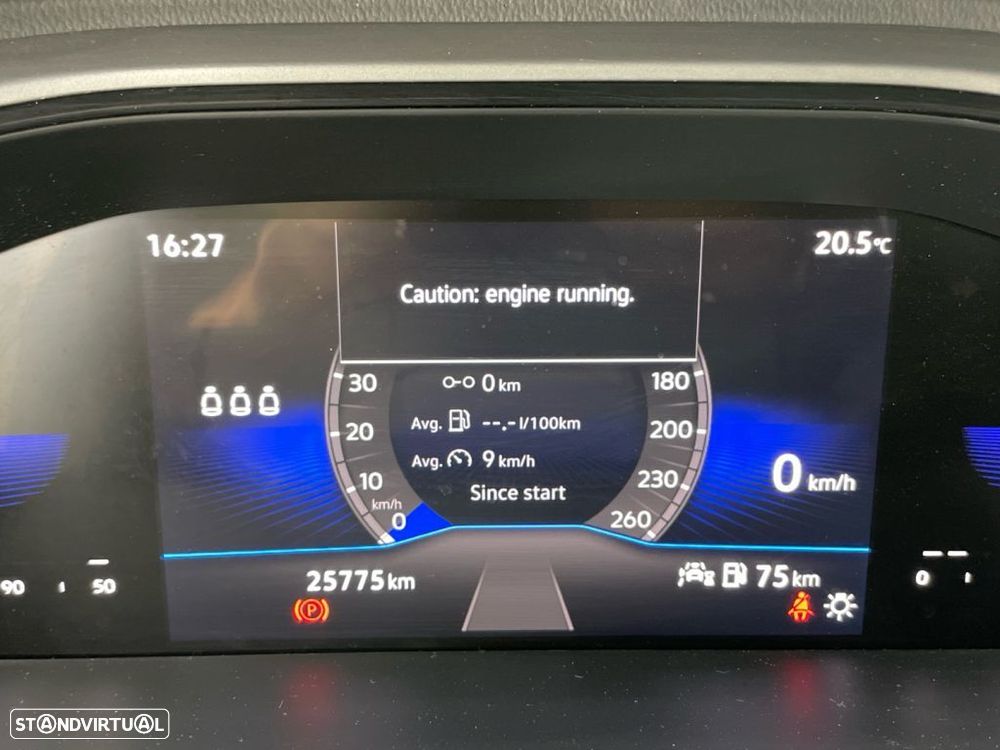 16:27
20.5°C
Caution: engine running.
30
0 km
180
20
Avg. --.- l/100km
200
10
Avg. 9 km/h
230
km/h
0
Since start
260
0 km/h
90
50
25775 km
75 km
0
P
STANDVIRTUAL